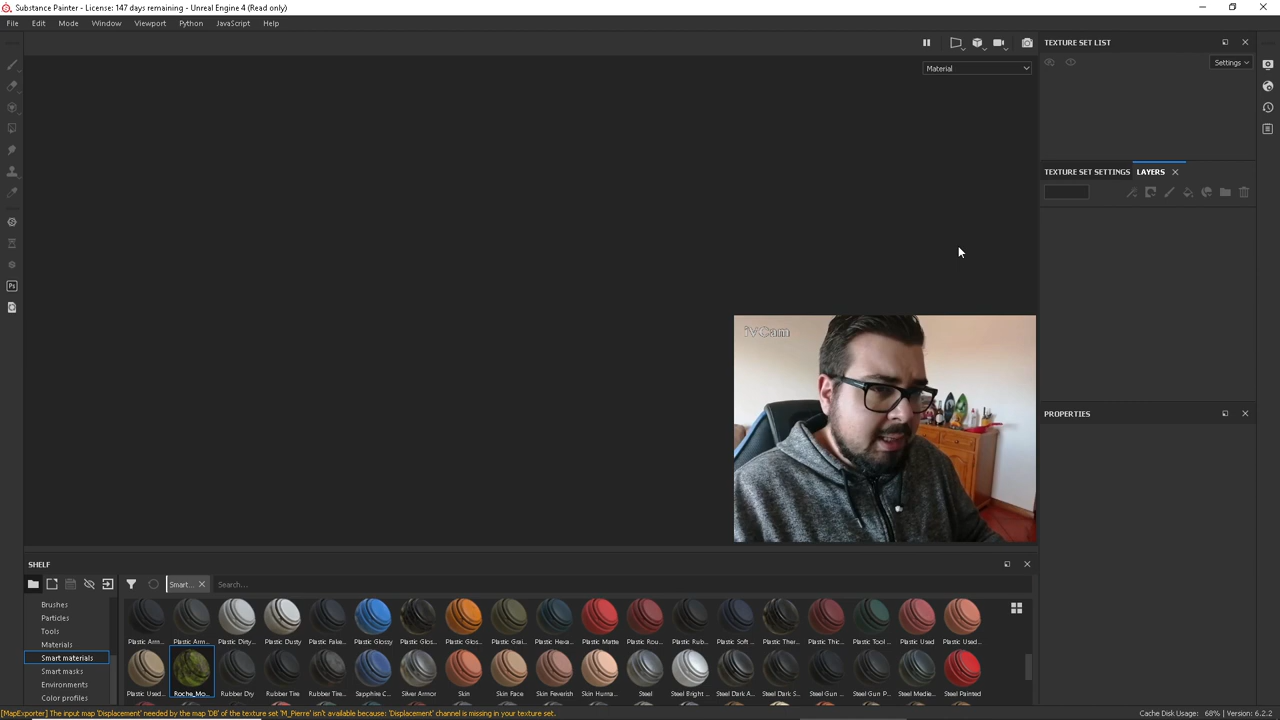 Substance Painter - License: 147 days remaining - Unreal Engine 4 (Read only)
File Edit Mode Window Viewport Python JavaScript Help
TEXTURE SET LIST
Settings
Material
TEXTURE SET SETTINGS LAYERS
Ps
iVCam
PROPERTIES
SHELF
Smart... Search...
Brushes
Particles
Tools
Materials
Smart materials
Smart masks
Environments
Color profiles
Plastic Arm... Plastic Arm... Plastic Dirty... Plastic Dusty Plastic Fake... Plastic Glossy Plastic Glos... Plastic Glos... Plastic Grai... Plastic Hexa... Plastic Matte Plastic Rou... Plastic Rub... Plastic Soft ... Plastic Ther... Plastic Thic... Plastic Tool ... Plastic Used Plastic Used...
Plastic Used... Roche_Mo... Rubber Dry Rubber Tire Rubber Tire... Sapphire C... Silver Armor Skin Skin Face Skin Feverish Skin Huma... Steel Steel Bright ... Steel Dark A... Steel Dark S... Steel Gun ... Steel Gun P... Steel Medie... Steel Painted
[MapExporter] The input map 'Displacement' needed by the map 'DB' of the texture set 'M_Pierre' isn't available because: 'Displacement' channel is missing in your texture set.
Cache Disk Usage: 68% | Version: 6.2.2